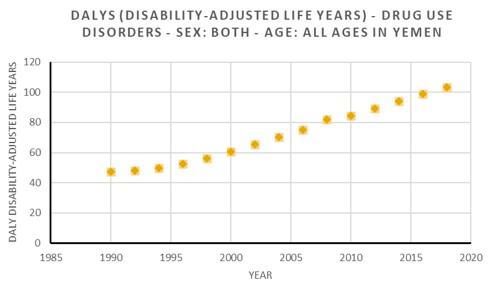 DALYS (DISABILITY-ADJUSTED LIFE YEARS) - DRUG USE
DISORDERS - SEX: BOTH - AGE: ALL AGES IN YEMEN
DALY DISABILITY-ADJUSTED LIFE YEARS
120
100
80
60
40
20
0
1985 1990 1995 2000 2005 2010 2015 2020
YEAR